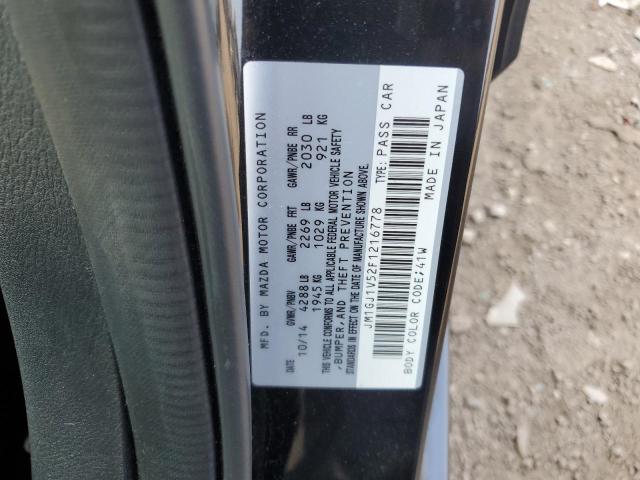 MFD. BY MAZDA MOTOR CORPORATION
DATE GVWR/PNBV GAWR/PNBE FRT GAWR/PNBE RR
10/14 4288 LB 2269 LB 2030 LB
1945 KG 1029 KG 921 KG
THIS VEHICLE CONFORMS TO ALL APPLICABLE FEDERAL MOTOR VEHICLE SAFETY
, BUMPER, AND THEFT PREVENTION
STANDARDS IN EFFECT ON THE DATE OF MANUFACTURE SHOWN ABOVE.
JM1GJ1V52F1216778 TYPE: PASS CAR
BODY COLOR CODE;41W MADE IN JAPAN